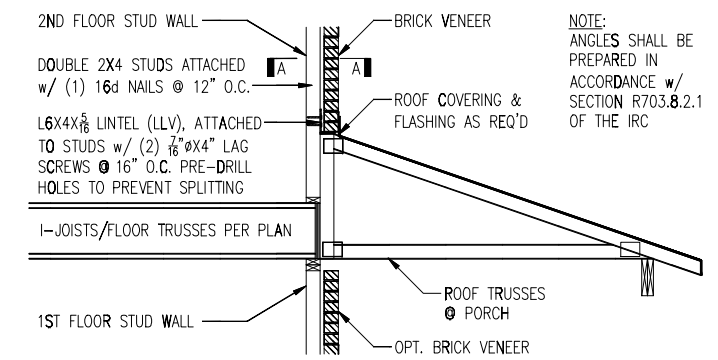 2ND FLOOR STUD WALL
DOUBLE 2X4 STUDS ATTACHED
w/ (1) 16d NAILS @ 12" O.C.
L6X4X5/16 LINTEL (LLV), ATTACHED
TO STUDS w/ (2) 7/16"øX4" LAG
SCREWS @ 16" O.C. PRE-DRILL
HOLES TO PREVENT SPLITTING
I-JOISTS/FLOOR TRUSSES PER PLAN
1ST FLOOR STUD WALL
A
A
BRICK VENEER
ROOF COVERING &
FLASHING AS REQ'D
ROOF TRUSSES
@ PORCH
OPT. BRICK VENEER
NOTE:
ANGLES SHALL BE
PREPARED IN
ACCORDANCE w/
SECTION R703.8.2.1
OF THE IRC